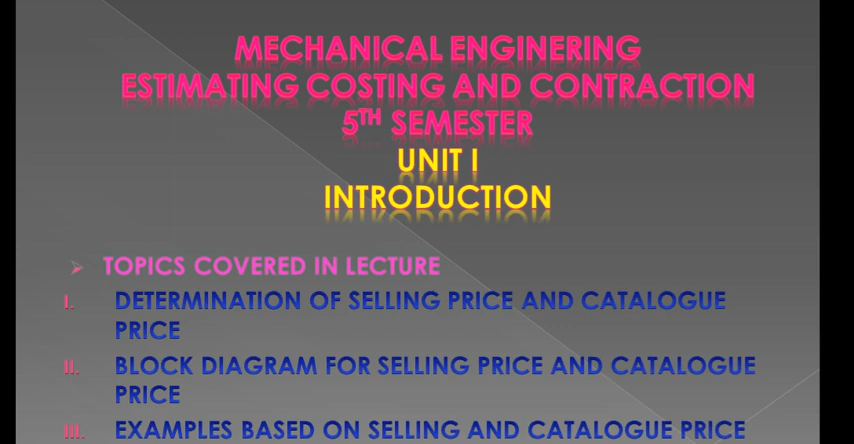 MECHANICAL ENGINERING
ESTIMATING COSTING AND CONTRACTION
5TH SEMESTER
UNIT I
INTRODUCTION
➢ TOPICS COVERED IN LECTURE
I. DETERMINATION OF SELLING PRICE AND CATALOGUE
PRICE
II. BLOCK DIAGRAM FOR SELLING PRICE AND CATALOGUE
PRICE
III. EXAMPLES BASED ON SELLING AND CATALOGUE PRICE